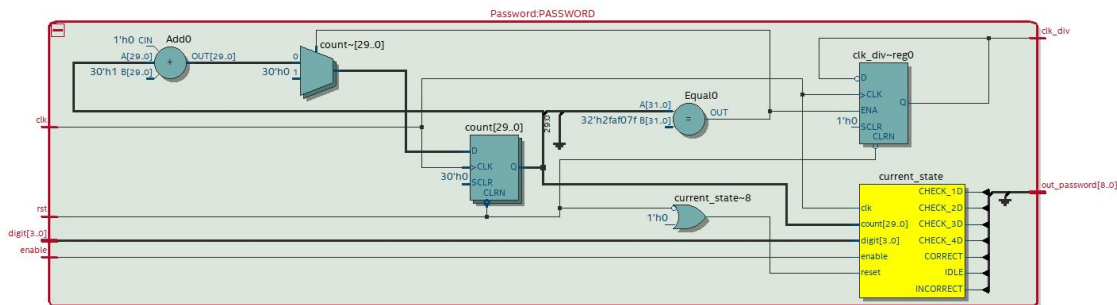 Password:PASSWORD
Add0
1'h0 CIN
A[29..0]
OUT[29..0]
30'h1 B[29..0]
+
count~[29..0]
0
30'h0 1
clk
count[29..0]
D
CLK
Q
30'h0
SCLR
CLRN
29:0
Equal0
A[31..0]
OUT
32'h2faf07f B[31..0]
=
clk_div~reg0
D
CLK
ENA
Q
1'h0
SCLR
CLRN
clk_div
current_state~8
1'h0
current_state
CHECK_1D
CHECK_2D
clk
count[29..0]
CHECK_3D
digit[3..0]
CHECK_4D
enable
CORRECT
reset
IDLE
INCORRECT
out_password[8..0]
rst
digit[3..0]
enable